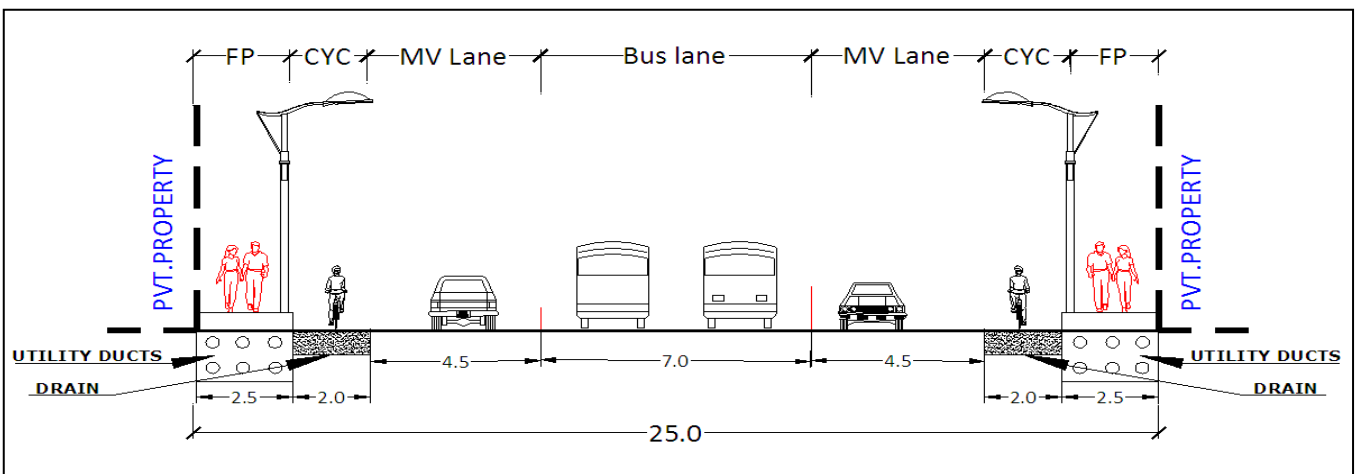 FP CYC MV Lane Bus lane MV Lane CYC FP
PVT.PROPERTY
PVT.PROPERTY
UTILITY DUCTS
DRAIN
4.5 7.0 4.5
UTILITY DUCTS
DRAIN
2.5 2.0 2.0 2.5
25.0